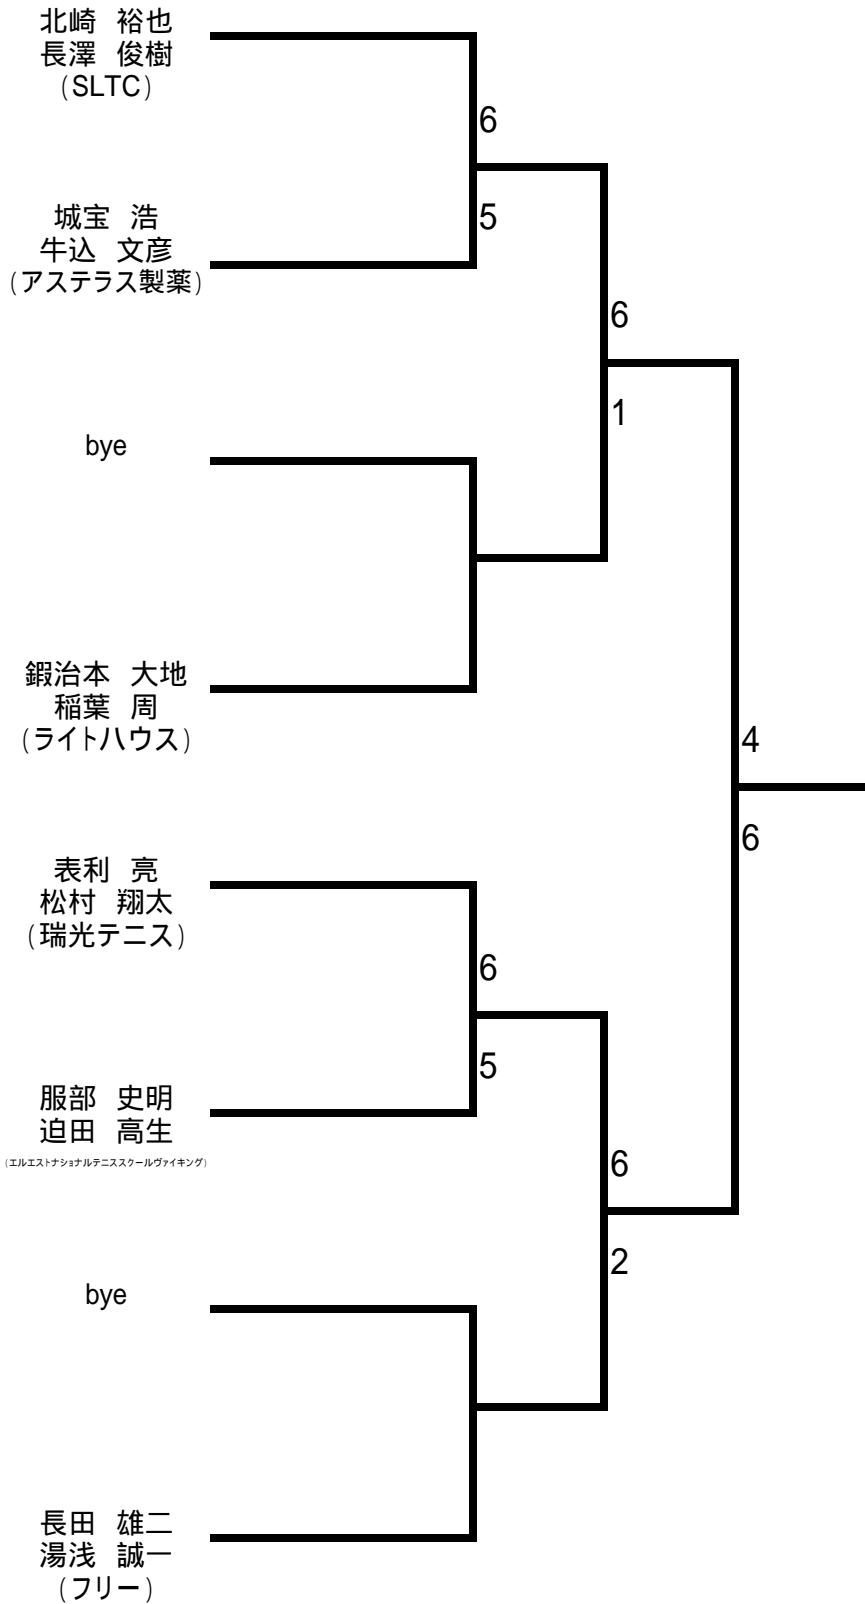 北崎 裕也
長澤 俊樹
(SLTC)
6
5
城宝 浩
牛込 文彦
(アステラス製薬)
6
1
bye
鍜治本 大地
稲葉 周
(ライトハウス)
4
6
表利 亮
松村 翔太
(瑞光テニス)
6
5
服部 史明
迫田 高生
(エルエストナショナルテニススクールヴァイキング)
6
2
bye
長田 雄二
湯浅 誠一
(フリー)